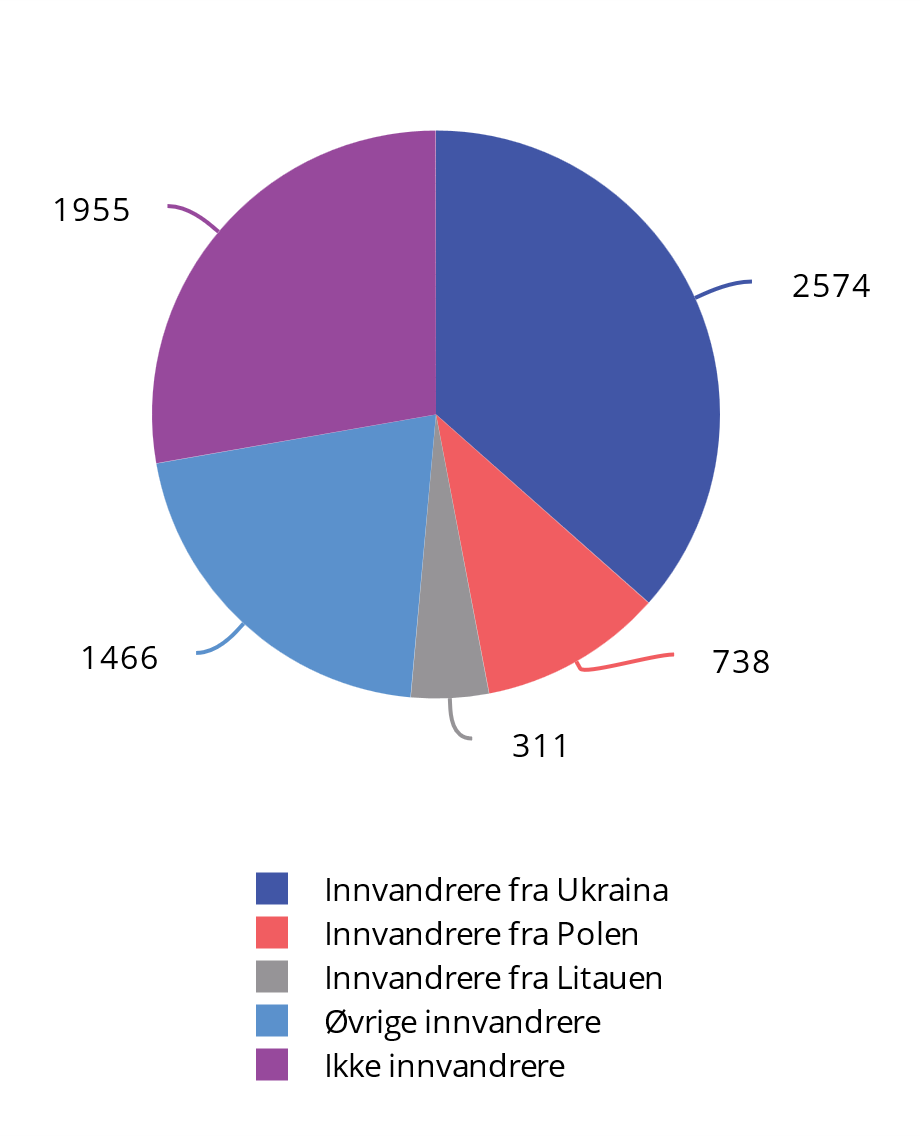 1955
2574
1466
738
311
Innvandrere fra Ukraina
Innvandrere fra Polen
Innvandrere fra Litauen
Øvrige innvandrere
Ikke innvandrere